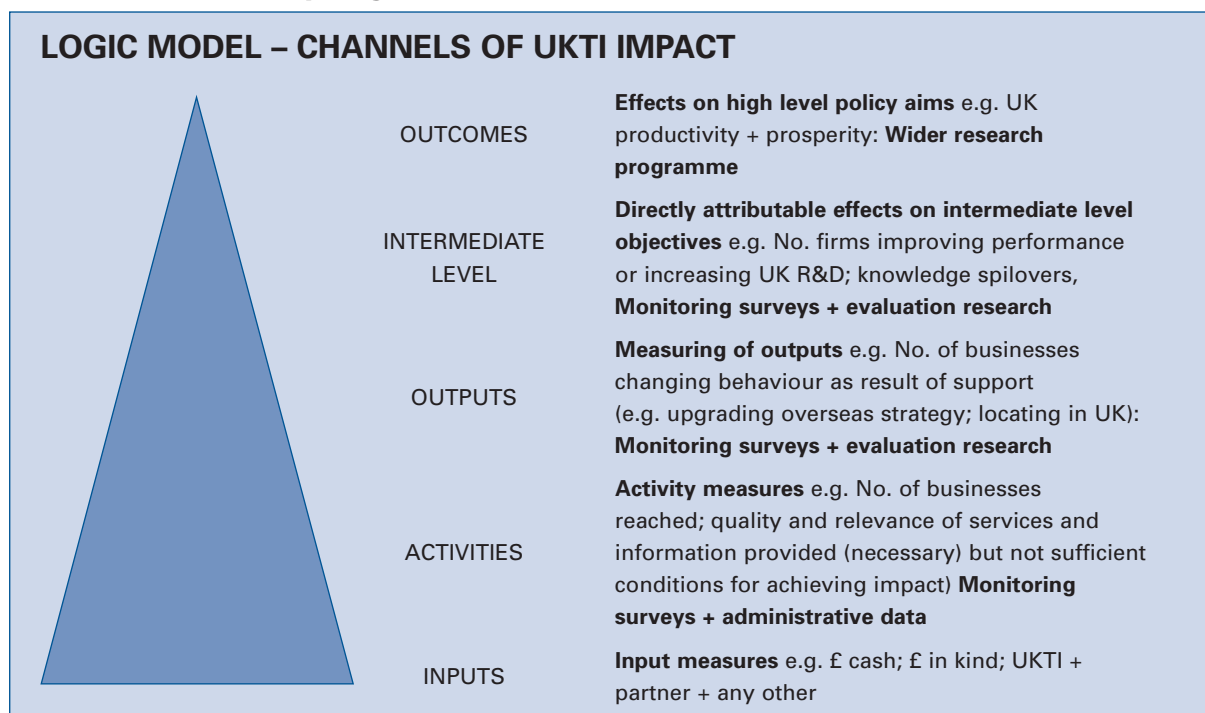 LOGIC MODEL – CHANNELS OF UKTI IMPACT
OUTCOMES
Effects on high level policy aims e.g. UK
productivity + prosperity: Wider research
programme
INTERMEDIATE
LEVEL
Directly attributable effects on intermediate level
objectives e.g. No. firms improving performance
or increasing UK R&D; knowledge spilovers,
Monitoring surveys + evaluation research
OUTPUTS
Measuring of outputs e.g. No. of businesses
changing behaviour as result of support
(e.g. upgrading overseas strategy; locating in UK):
Monitoring surveys + evaluation research
ACTIVITIES
Activity measures e.g. No. of businesses
reached; quality and relevance of services and
information provided (necessary) but not sufficient
conditions for achieving impact) Monitoring
surveys + administrative data
INPUTS
Input measures e.g. £ cash; £ in kind; UKTI +
partner + any other